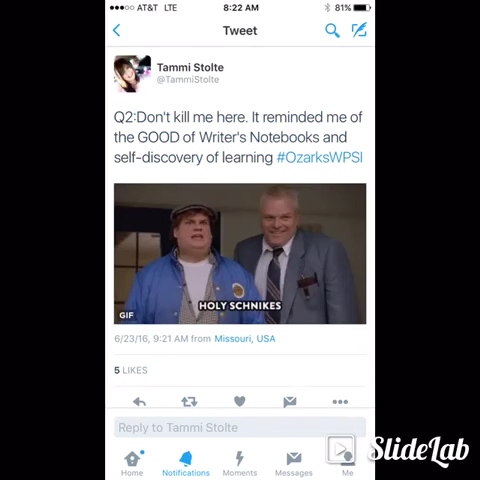 AT&T LTE 8:22 AM 81%
Tweet
Tammi Stolte
@TammiStolte
Q2:Don't kill me here. It reminded me of
the GOOD of Writer's Notebooks and
self-discovery of learning #OzarksWPSI
HOLY SCHNIKES
GIF
6/23/16, 9:21 AM from Missouri, USA
5 LIKES
Reply to Tammi Stolte
Home Notifications Moments Messages Me
SlideLab